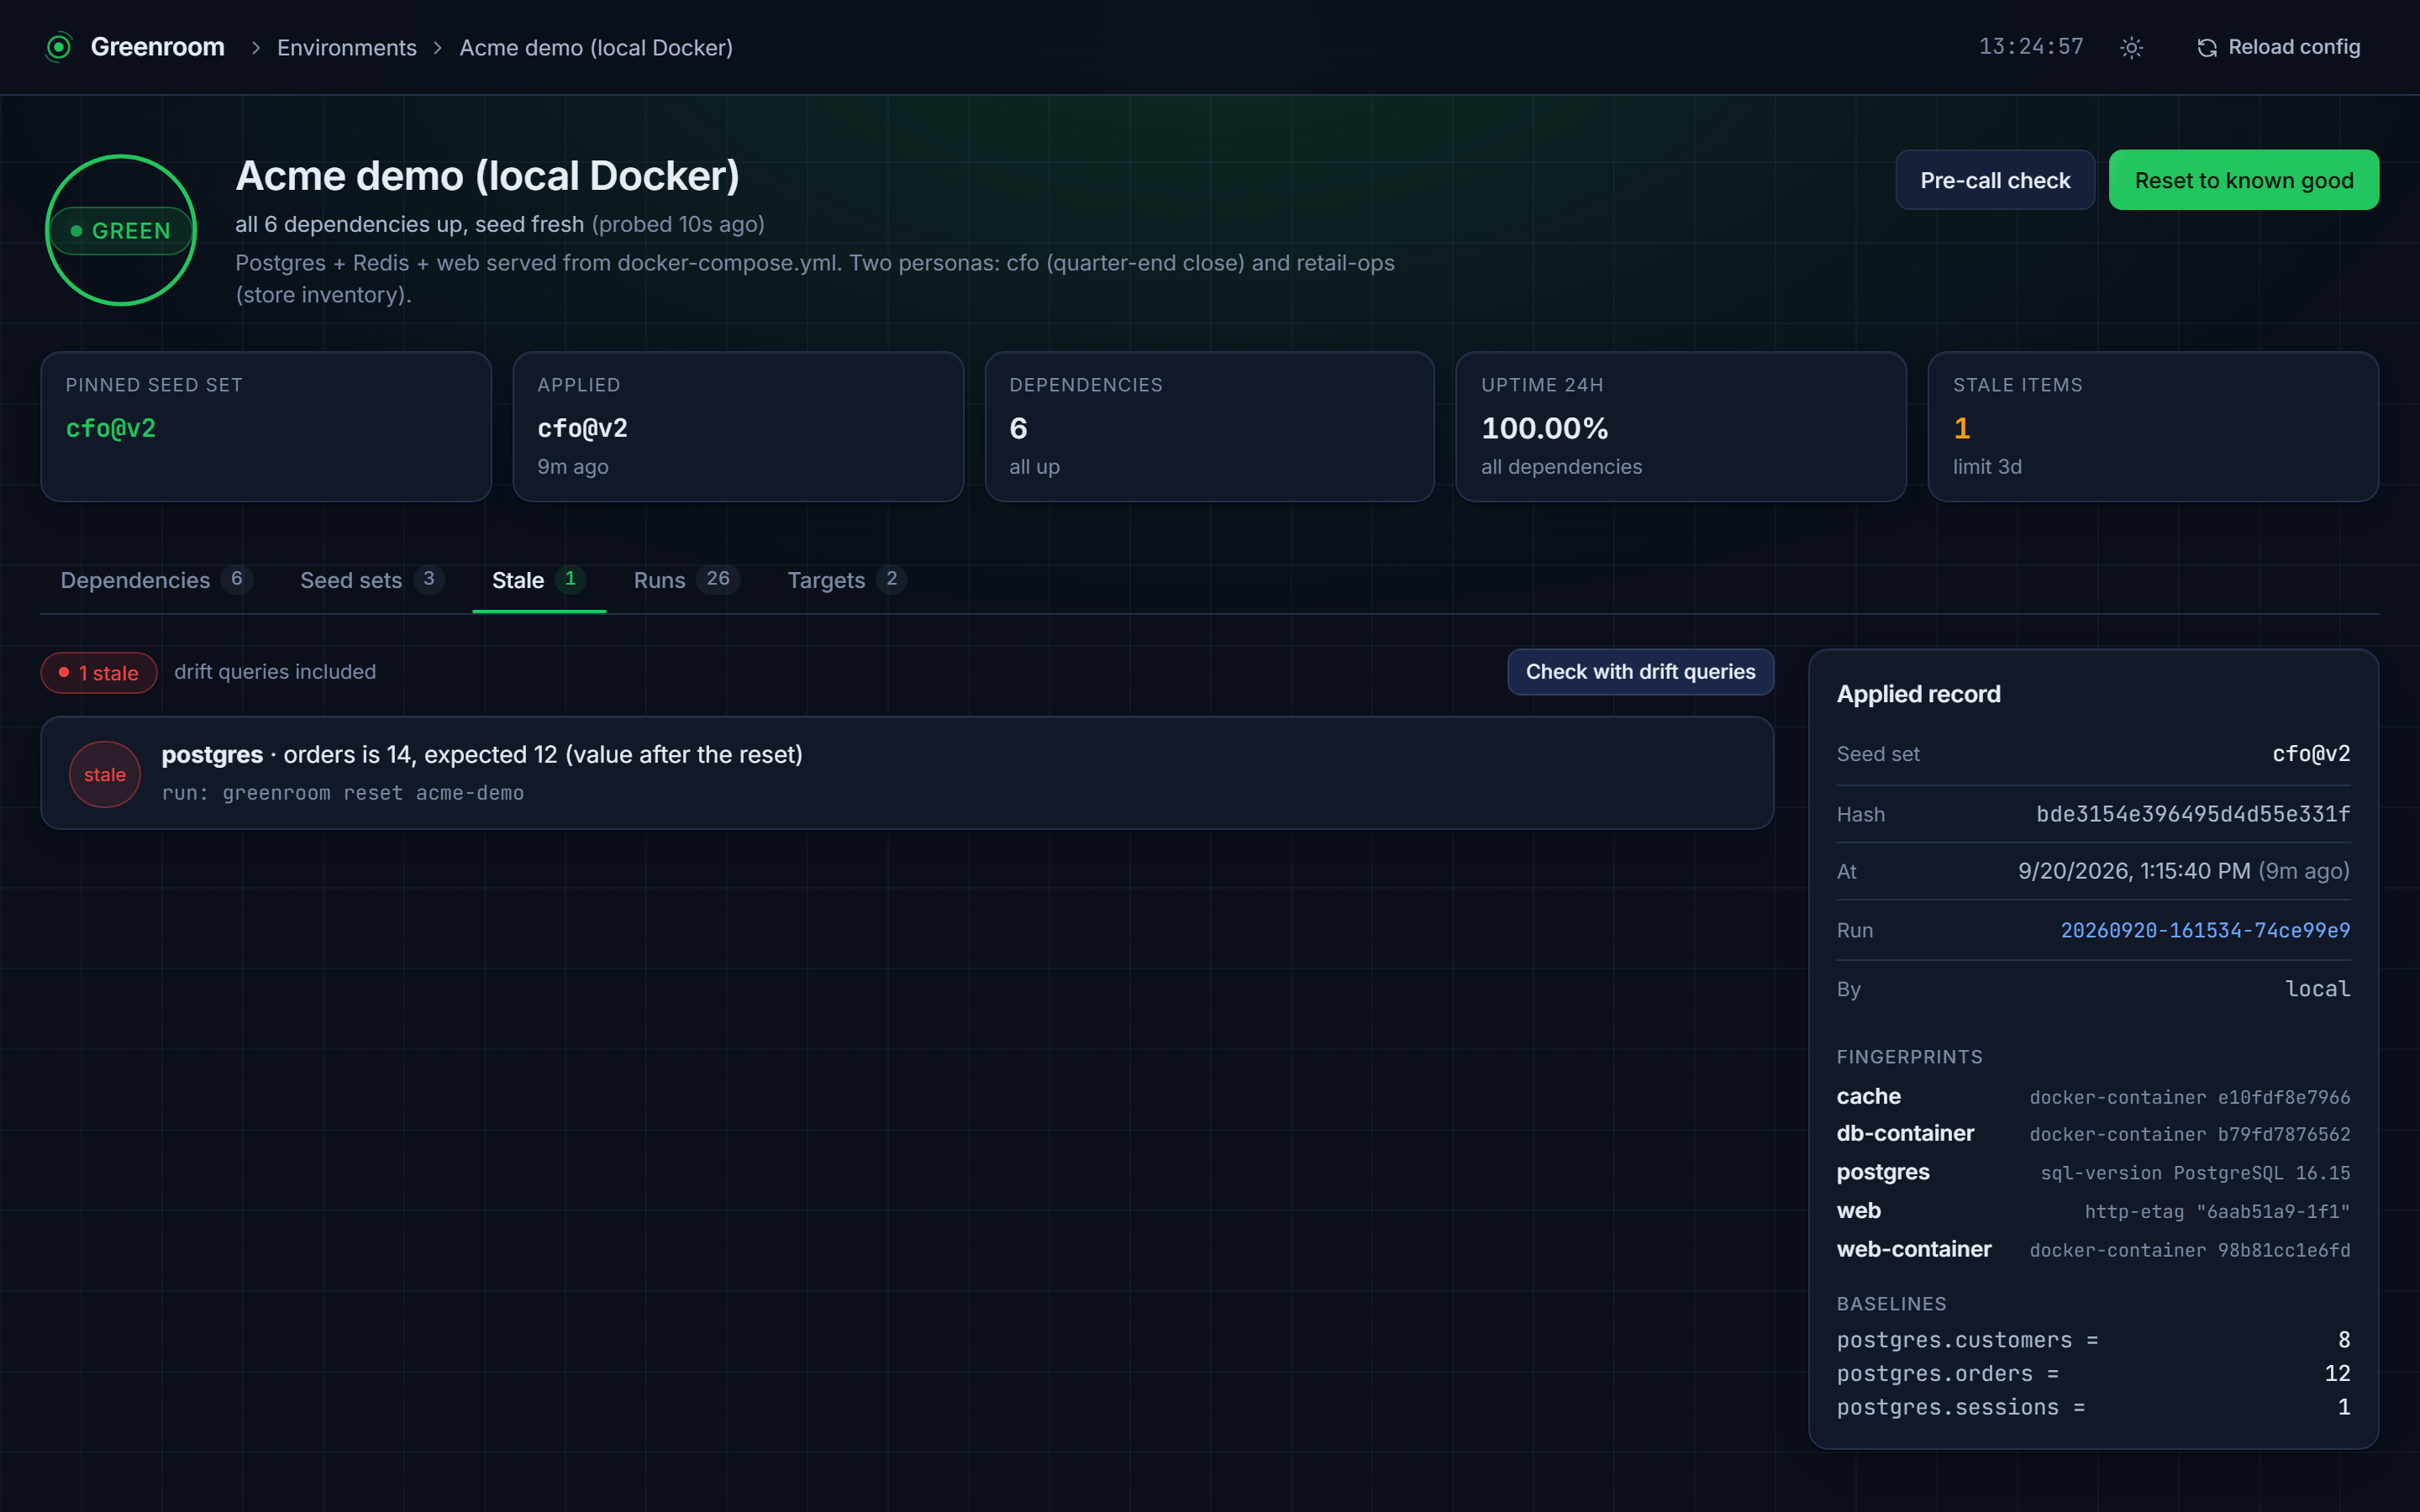 Greenroom > Environments > Acme demo (local Docker)
13:24:57
Reload config
GREEN
Acme demo (local Docker)
all 6 dependencies up, seed fresh (probed 10s ago)
Postgres + Redis + web served from docker-compose.yml. Two personas: cfo (quarter-end close) and retail-ops
(store inventory).
Pre-call check
Reset to known good
PINNED SEED SET
cfo@v2
APPLIED
cfo@v2
9m ago
DEPENDENCIES
6
all up
UPTIME 24H
100.00%
all dependencies
STALE ITEMS
1
limit 3d
Dependencies 6
Seed sets 3
Stale 1
Runs 26
Targets 2
1 stale
drift queries included
Check with drift queries
stale
postgres · orders is 14, expected 12 (value after the reset)
run: greenroom reset acme-demo
Applied record
Seed set cfo@v2
Hash bde3154e396495d4d55e331f
At 9/20/2026, 1:15:40 PM (9m ago)
Run 20260920-161534-74ce99e9
By local
FINGERPRINTS
cache docker-container e10fdf8e7966
db-container docker-container b79fd7876562
postgres sql-version PostgreSQL 16.15
web http-etag "6aab51a9-1f1"
web-container docker-container 98b81cc1e6fd
BASELINES
postgres.customers = 8
postgres.orders = 12
postgres.sessions = 1